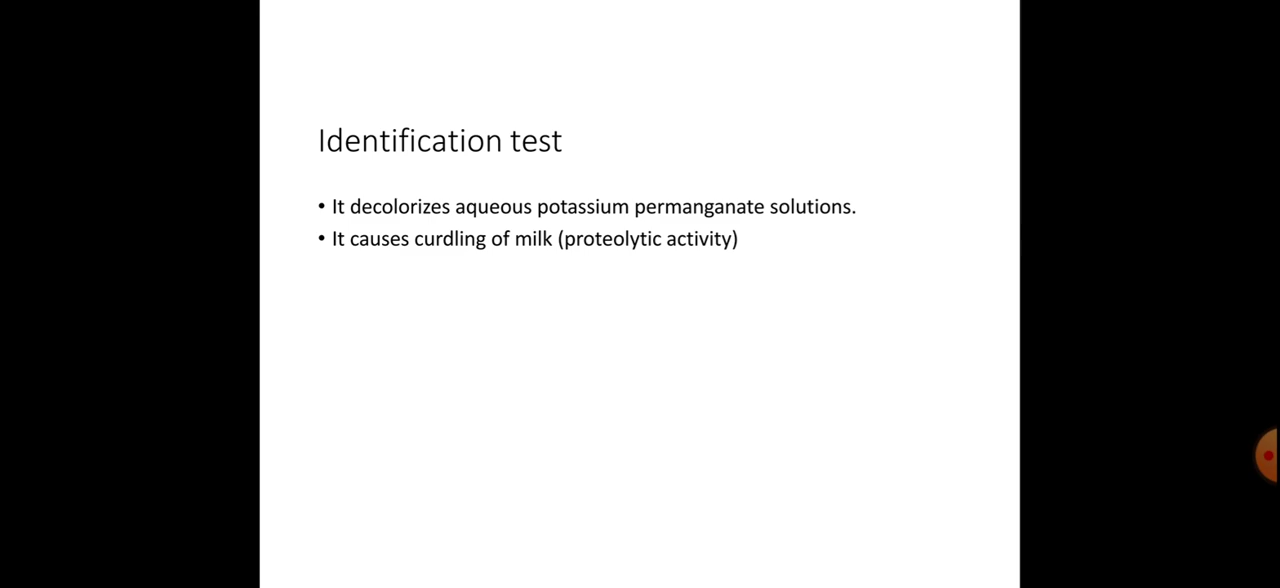 Identification test
• It decolorizes aqueous potassium permanganate solutions.
• It causes curdling of milk (proteolytic activity)